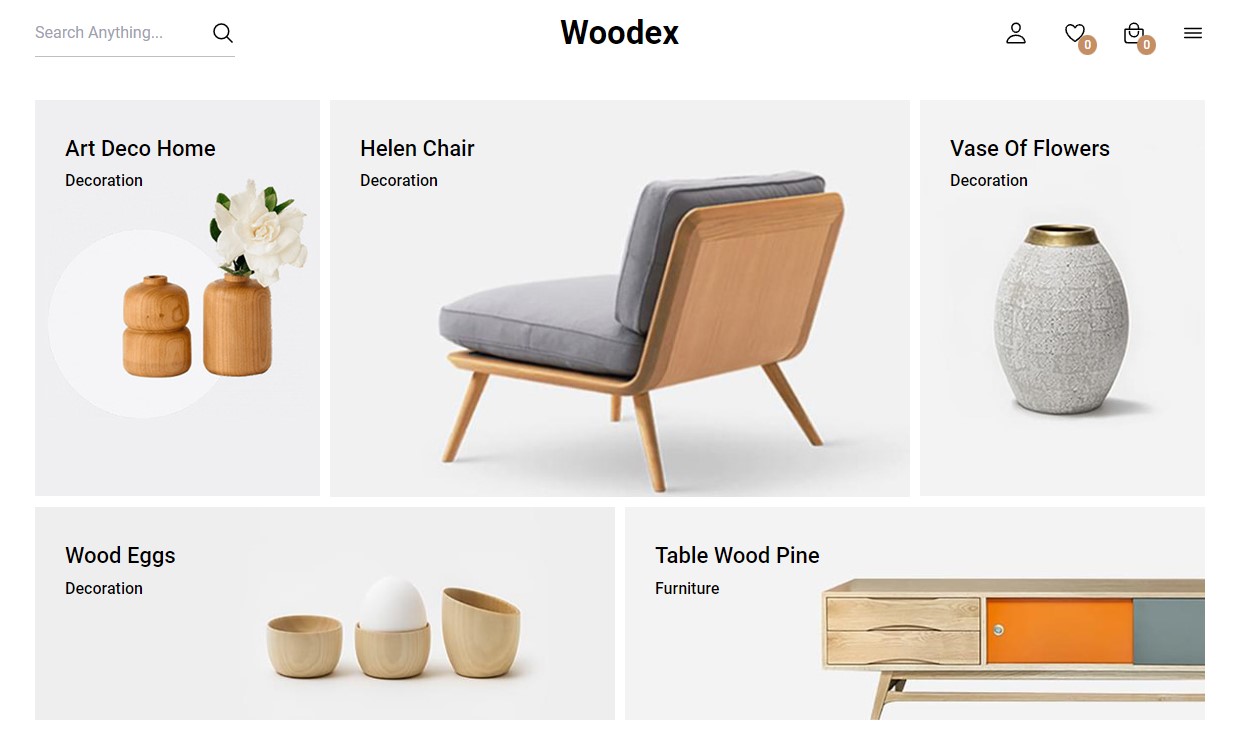 Search Anything...
Woodex
0
0
Art Deco Home
Decoration
Helen Chair
Decoration
Vase Of Flowers
Decoration
Wood Eggs
Decoration
Table Wood Pine
Furniture